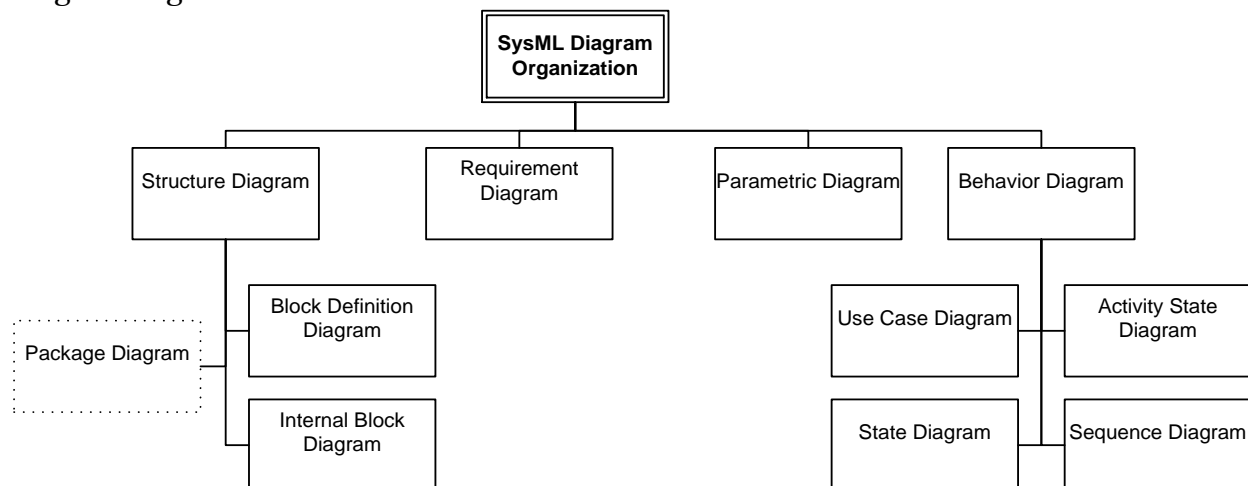 SysML Diagram
Organization
Structure Diagram
Requirement
Diagram
Parametric Diagram
Behavior Diagram
Block Definition
Diagram
Package Diagram
Internal Block
Diagram
Use Case Diagram
Activity State
Diagram
State Diagram
Sequence Diagram